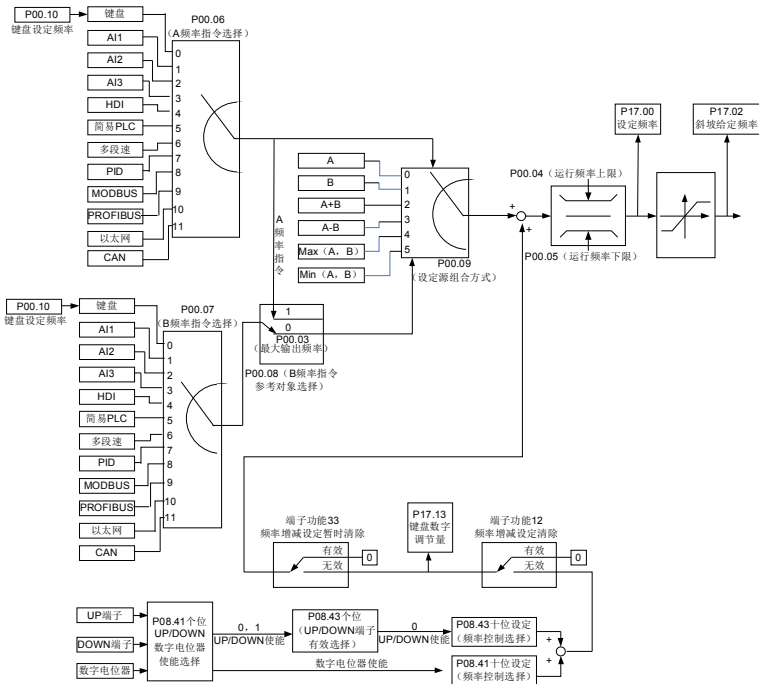 P00.10
键盘设定频率
键盘
AI1
AI2
AI3
HDI
简易PLC
多段速
PID
MODBUS
PROFIBUS
以太网
CAN
P00.06
（A频率指令选择）
0
1
2
3
4
5
6
7
8
9
10
11
A频率指令
A
B
A+B
A-B
Max（A，B）
Min（A，B）
0
1
2
3
4
5
P00.09
（设定源组合方式）
+
+
P00.04（运行频率上限）
P00.05（运行频率下限）
P17.00
设定频率
P17.02
斜坡给定频率
P00.10
键盘设定频率
键盘
AI1
AI2
AI3
HDI
简易PLC
多段速
PID
MODBUS
PROFIBUS
以太网
CAN
P00.07
（B频率指令选择）
0
1
2
3
4
5
6
7
8
9
10
11
1
0
P00.03
（最大输出频率）
P00.08（B频率指令
参考对象选择）
端子功能33
频率增减设定暂时清除
有效
无效
0
P17.13
键盘数字
调节量
端子功能12
频率增减设定清除
有效
无效
0
UP端子
DOWN端子
数字电位器
P08.41个位
UP/DOWN
数字电位器
使能选择
0，1
UP/DOWN使能
P08.43个位
（UP/DOWN端子
有效选择）
0
UP/DOWN使能
P08.43十位设定
（频率控制选择）
数字电位器使能
P08.41十位设定
（频率控制选择）
+
+